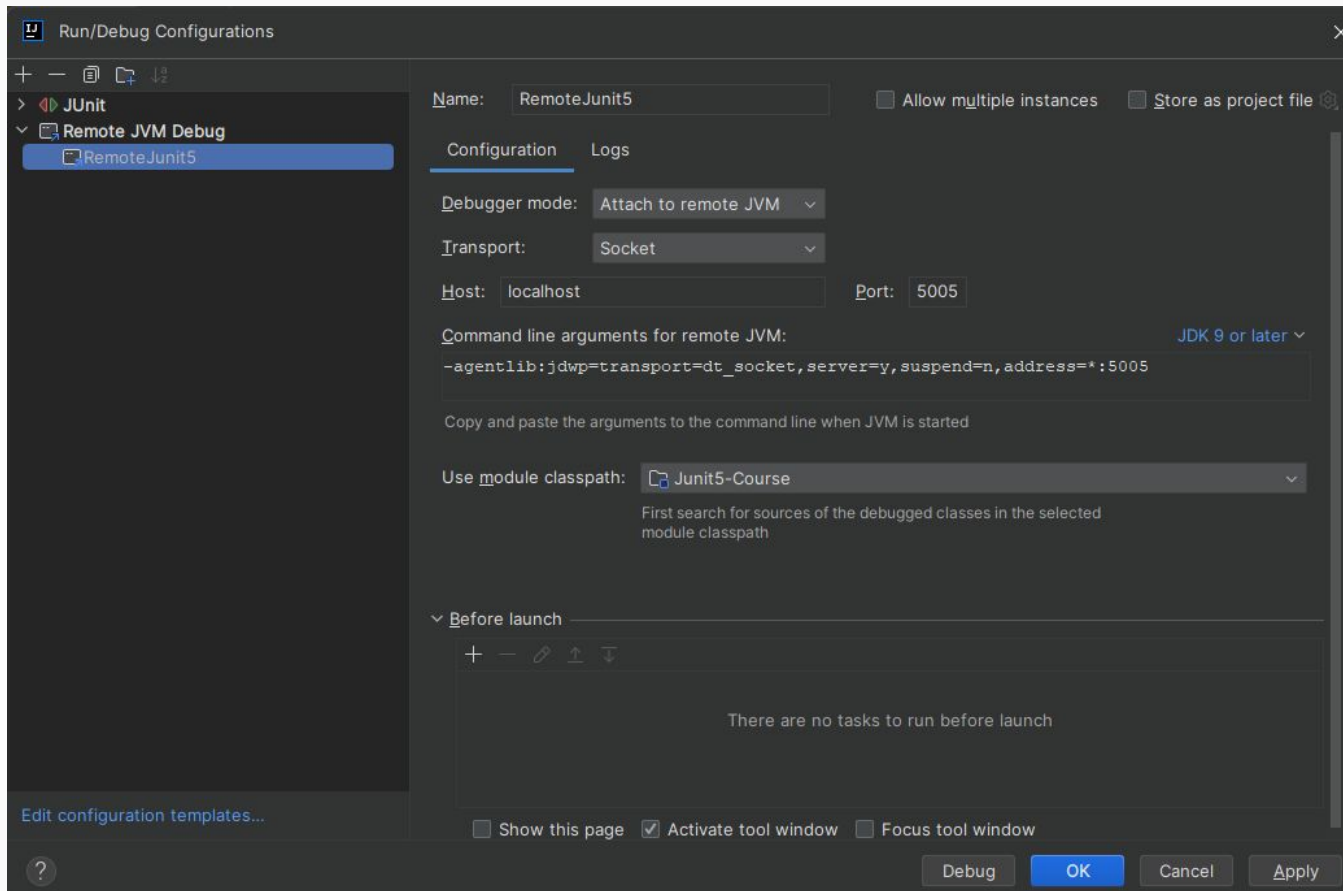 Run/Debug Configurations
JUnit
Remote JVM Debug
RemoteJunit5
Edit configuration templates...
Name: RemoteJunit5 Allow multiple instances Store as project file
Configuration Logs
Debugger mode: Attach to remote JVM
Transport: Socket
Host: localhost Port: 5005
Command line arguments for remote JVM: JDK 9 or later
-agentlib:jdwp=transport=dt_socket,server=y,suspend=n,address=*:5005
Copy and paste the arguments to the command line when JVM is started
Use module classpath: Junit5-Course
First search for sources of the debugged classes in the selected
module classpath
Before launch
There are no tasks to run before launch
Show this page Activate tool window Focus tool window
? Debug OK Cancel Apply